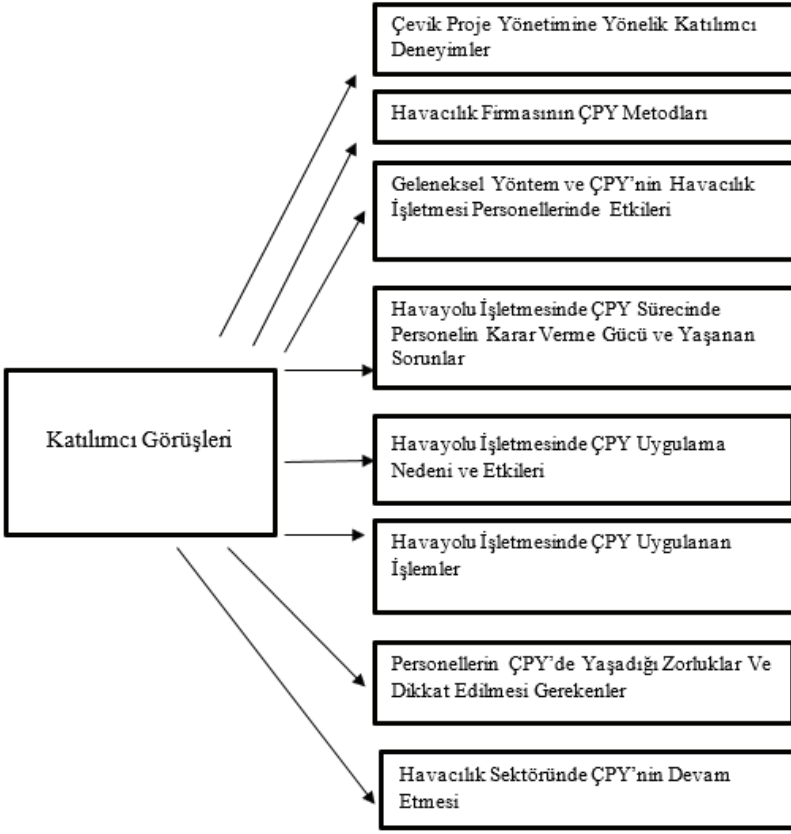 Çevik Proje Yönetimine Yönelik Katılımcı
Deneyimler
Havacılık Firmasının ÇPY Metodları
Geleneksel Yöntem ve ÇPY’nin Havacılık
İşletmesi Personellerinde Etkileri
Havayolu İşletmesinde ÇPY Sürecinde
Personelin Karar Verme Gücü ve Yaşanan
Sorunlar
Katılımcı Görüşleri
Havayolu İşletmesinde ÇPY Uygulama
Nedeni ve Etkileri
Havayolu İşletmesinde ÇPY Uygulanan
İşlemler
Personellerin ÇPY’de Yaşadığı Zorluklar Ve
Dikkat Edilmesi Gerekenler
Havacılık Sektöründe ÇPY’nin Devam
Etmesi